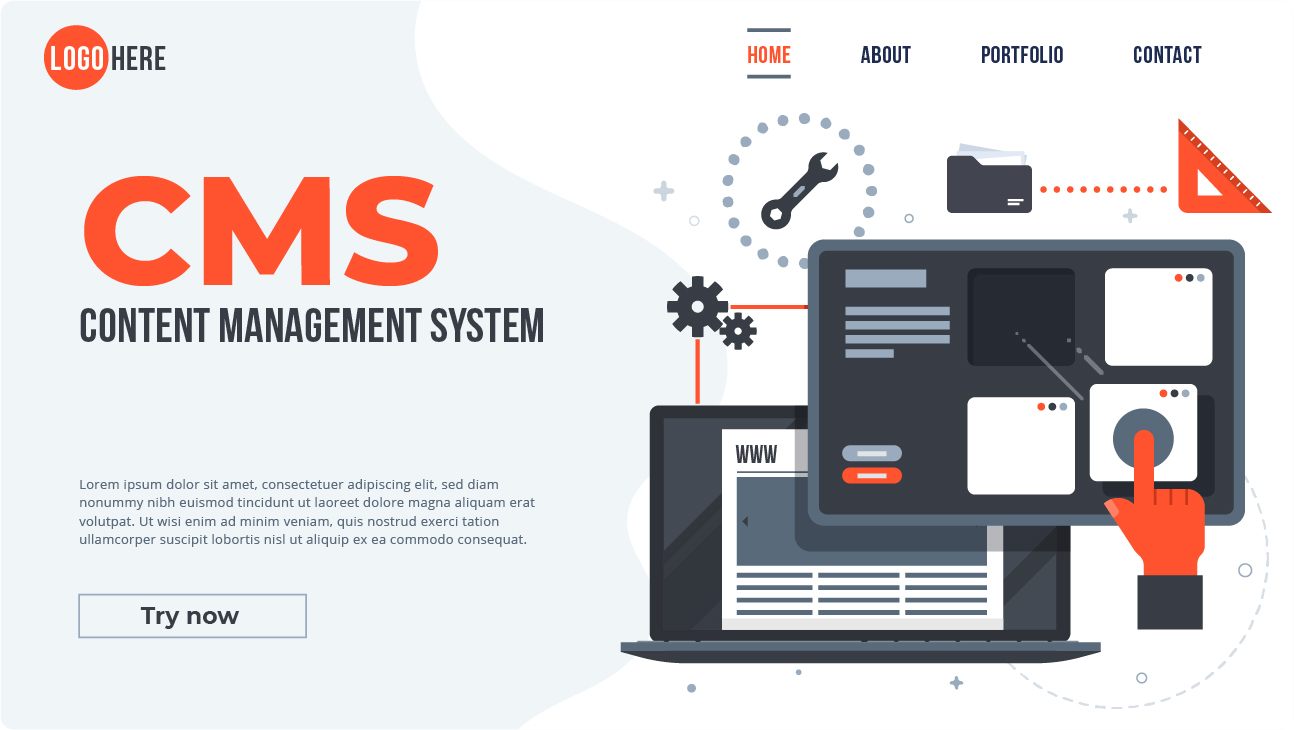 LOGO HERE
HOME ABOUT PORTFOLIO CONTACT
CMS
CONTENT MANAGEMENT SYSTEM
Lorem ipsum dolor sit amet, consectetuer adipiscing elit, sed diam
nonummy nibh euismod tincidunt ut laoreet dolore magna aliquam erat
volutpat. Ut wisi enim ad minim veniam, quis nostrud exerci tation
ullamcorper suscipit lobortis nisl ut aliquip ex ea commodo consequat.
Try now
WWW